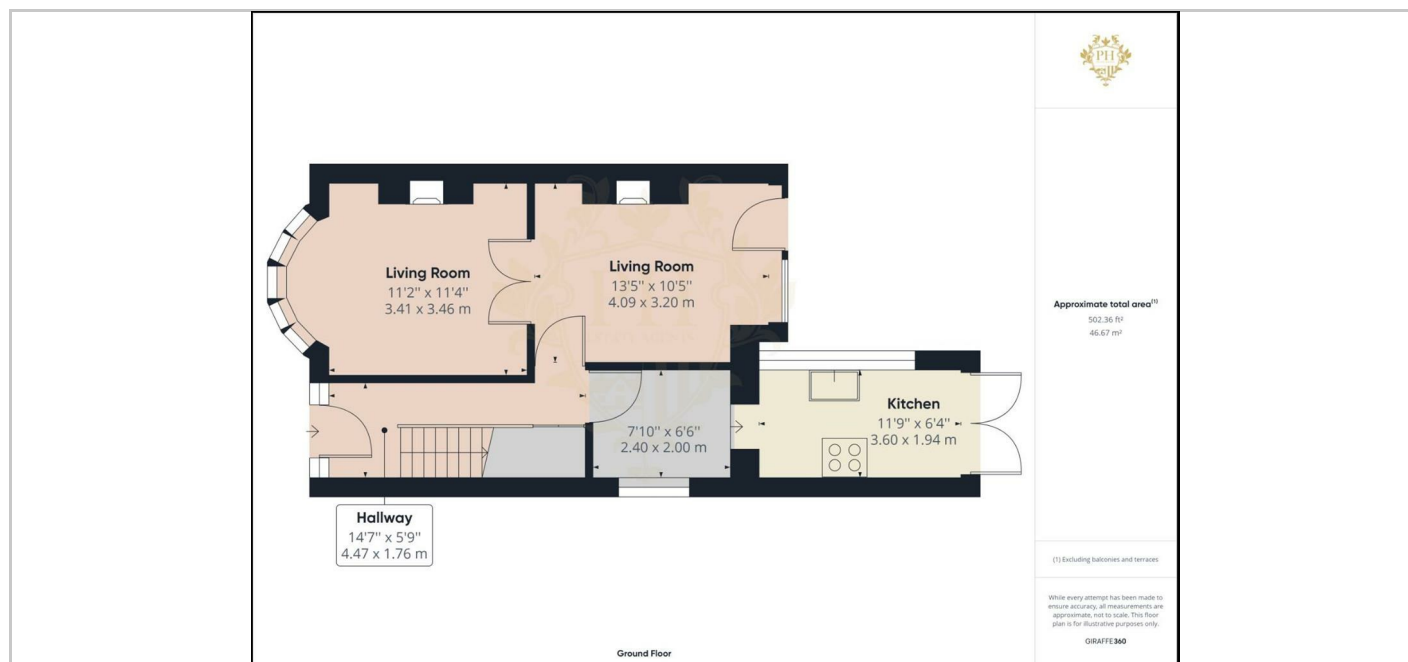 PH
Living Room
11'2" x 11'4"
3.41 x 3.46 m
Living Room
13'5" x 10'5"
4.09 x 3.20 m
Kitchen
11'9" x 6'4"
3.60 x 1.94 m
7'10" x 6'6"
2.40 x 2.00 m
Hallway
14'7" x 5'9"
4.47 x 1.76 m
Ground Floor
Approximate total area(1)
502.36 ft²
46.67 m²
(1) Excluding balconies and terraces
While every attempt has been made to
ensure accuracy, all measurements are
approximate, not to scale. This floor
plan is for illustrative purposes only.
GIRAFFE360